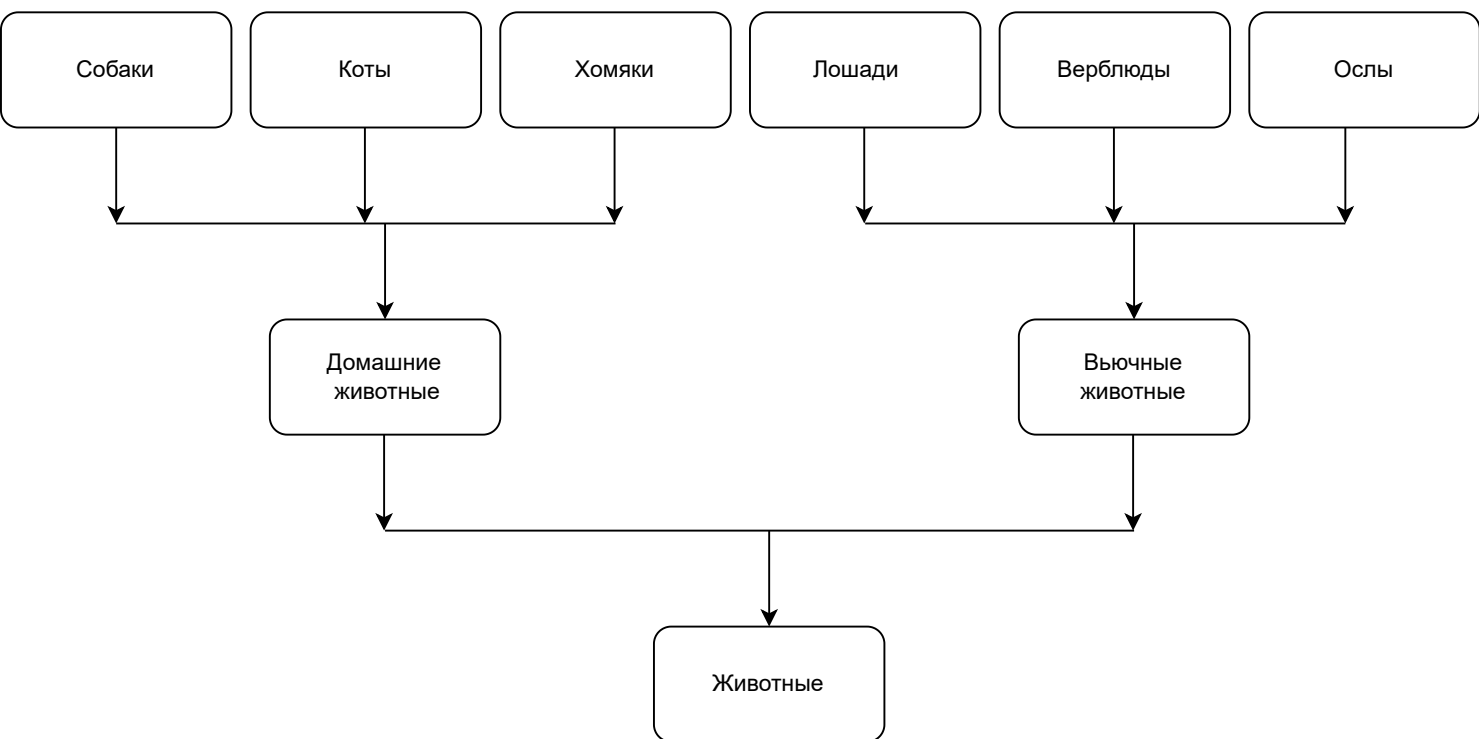 Собаки
Коты
Хомяки
Лошади
Верблюды
Ослы
Домашние
животные
Вьючные
животные
Животные